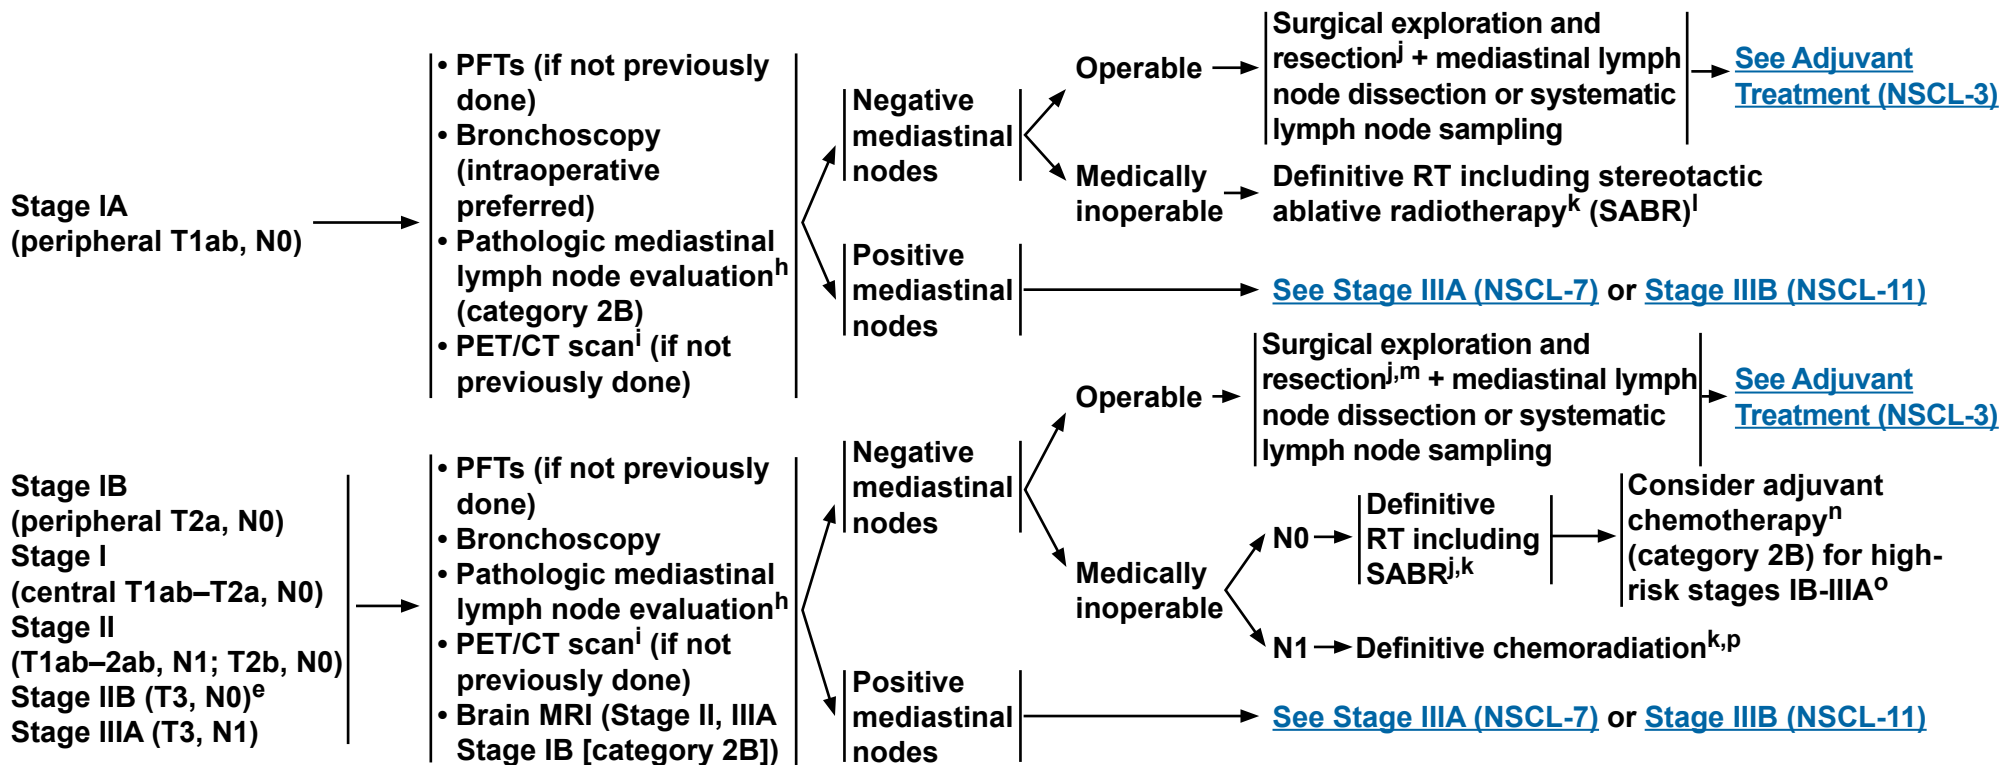 Stage IA
(peripheral T1ab, N0)
• PFTs (if not previously
done)
• Bronchoscopy
(intraoperative
preferred)
• Pathologic mediastinal
lymph node evaluationʰ
(category 2B)
• PET/CT scanⁱ (if not
previously done)
Negative
mediastinal
nodes
Operable
Surgical exploration and
resectionʲ + mediastinal lymph
node dissection or systematic
lymph node sampling
See Adjuvant
Treatment (NSCL-3)
Medically
inoperable
Definitive RT including stereotactic
ablative radiotherapyᵏ (SABR)ˡ
Positive
mediastinal
nodes
See Stage IIIA (NSCL-7) or Stage IIIB (NSCL-11)
Stage IB
(peripheral T2a, N0)
Stage I
(central T1ab–T2a, N0)
Stage II
(T1ab–2ab, N1; T2b, N0)
Stage IIB (T3, N0)ᵉ
Stage IIIA (T3, N1)
• PFTs (if not previously
done)
• Bronchoscopy
• Pathologic mediastinal
lymph node evaluationʰ
• PET/CT scanⁱ (if not
previously done)
• Brain MRI (Stage II, IIIA
Stage IB [category 2B])
Negative
mediastinal
nodes
Operable
Surgical exploration and
resectionʲ,ᵐ + mediastinal lymph
node dissection or systematic
lymph node sampling
See Adjuvant
Treatment (NSCL-3)
Medically
inoperable
N0
Definitive
RT including
SABRʲ,ᵏ
Consider adjuvant
chemotherapyⁿ
(category 2B) for high-
risk stages IB-IIIAᵒ
N1
Definitive chemoradiationᵏ,ᵖ
Positive
mediastinal
nodes
See Stage IIIA (NSCL-7) or Stage IIIB (NSCL-11)